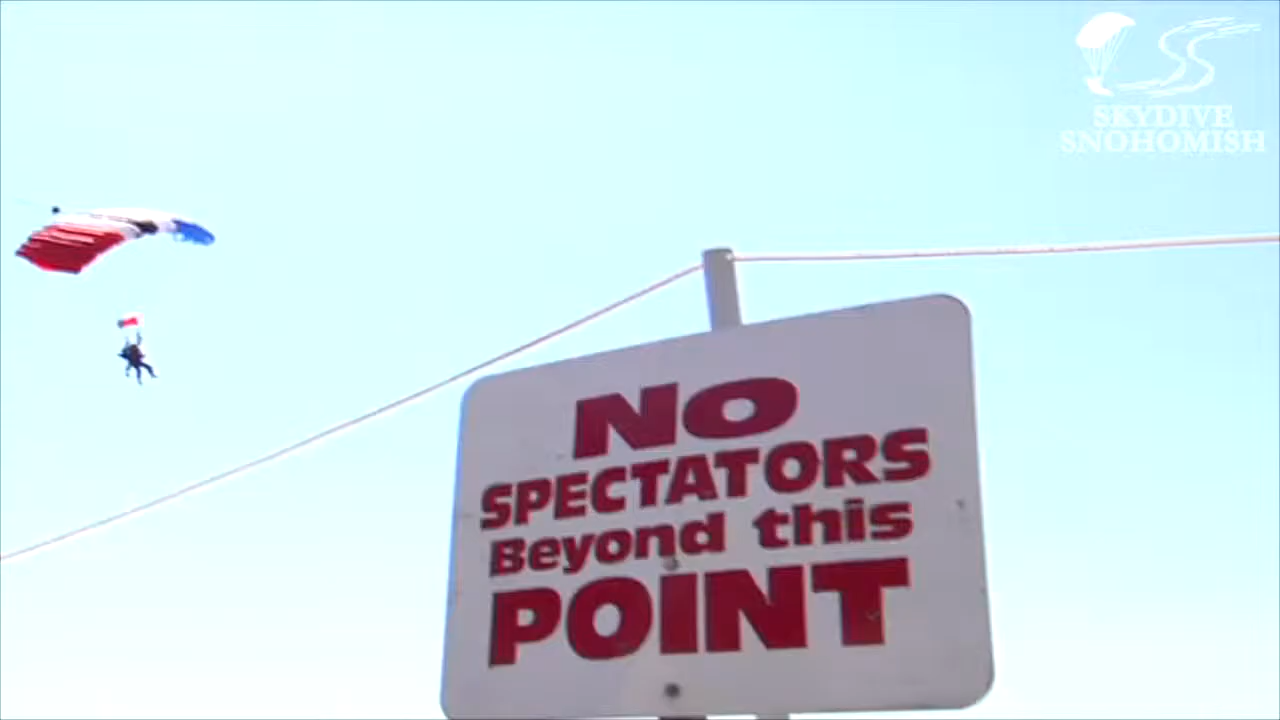 SKYDIVE
SNOHOMISH
NO
SPECTATORS
Beyond this
POINT